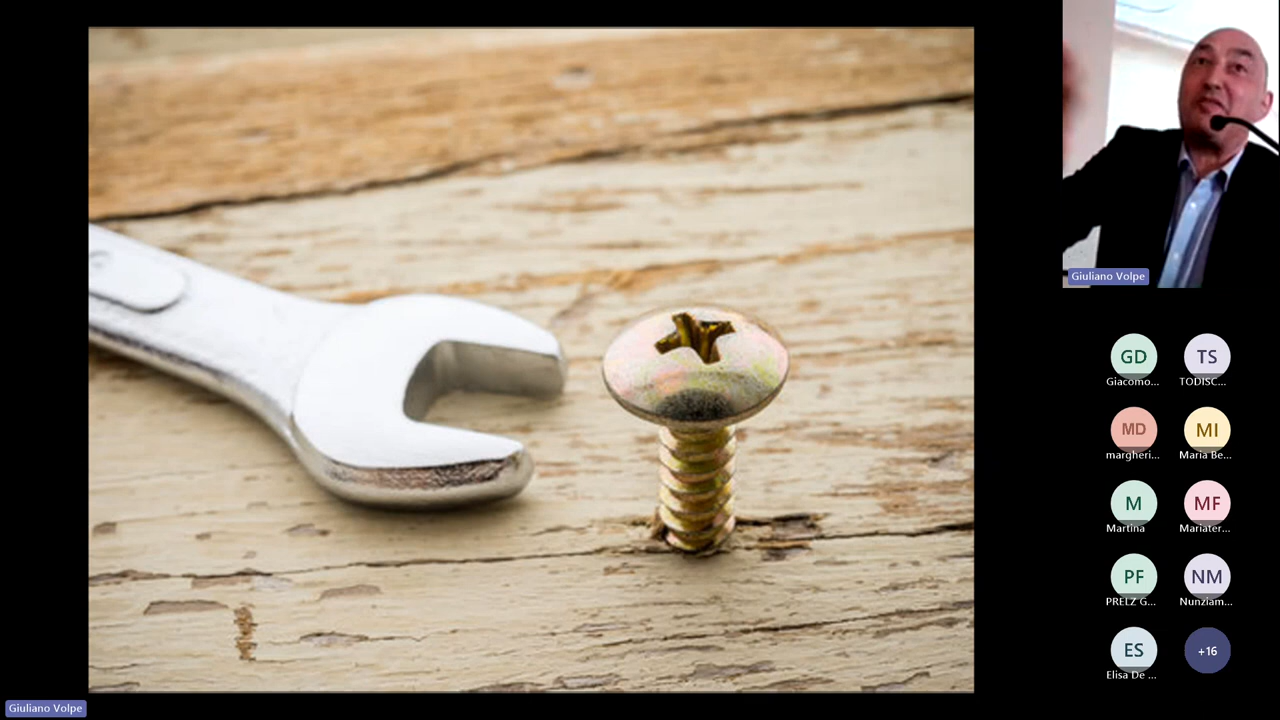 Giuliano Volpe
GD
TS
Giacomo...
TODISC...
MD
MI
margheri...
Maria Be...
M
MF
Martina
Mariater...
PF
NM
PRELZ G...
Nunziam...
ES
+16
Elisa De ...
Giuliano Volpe